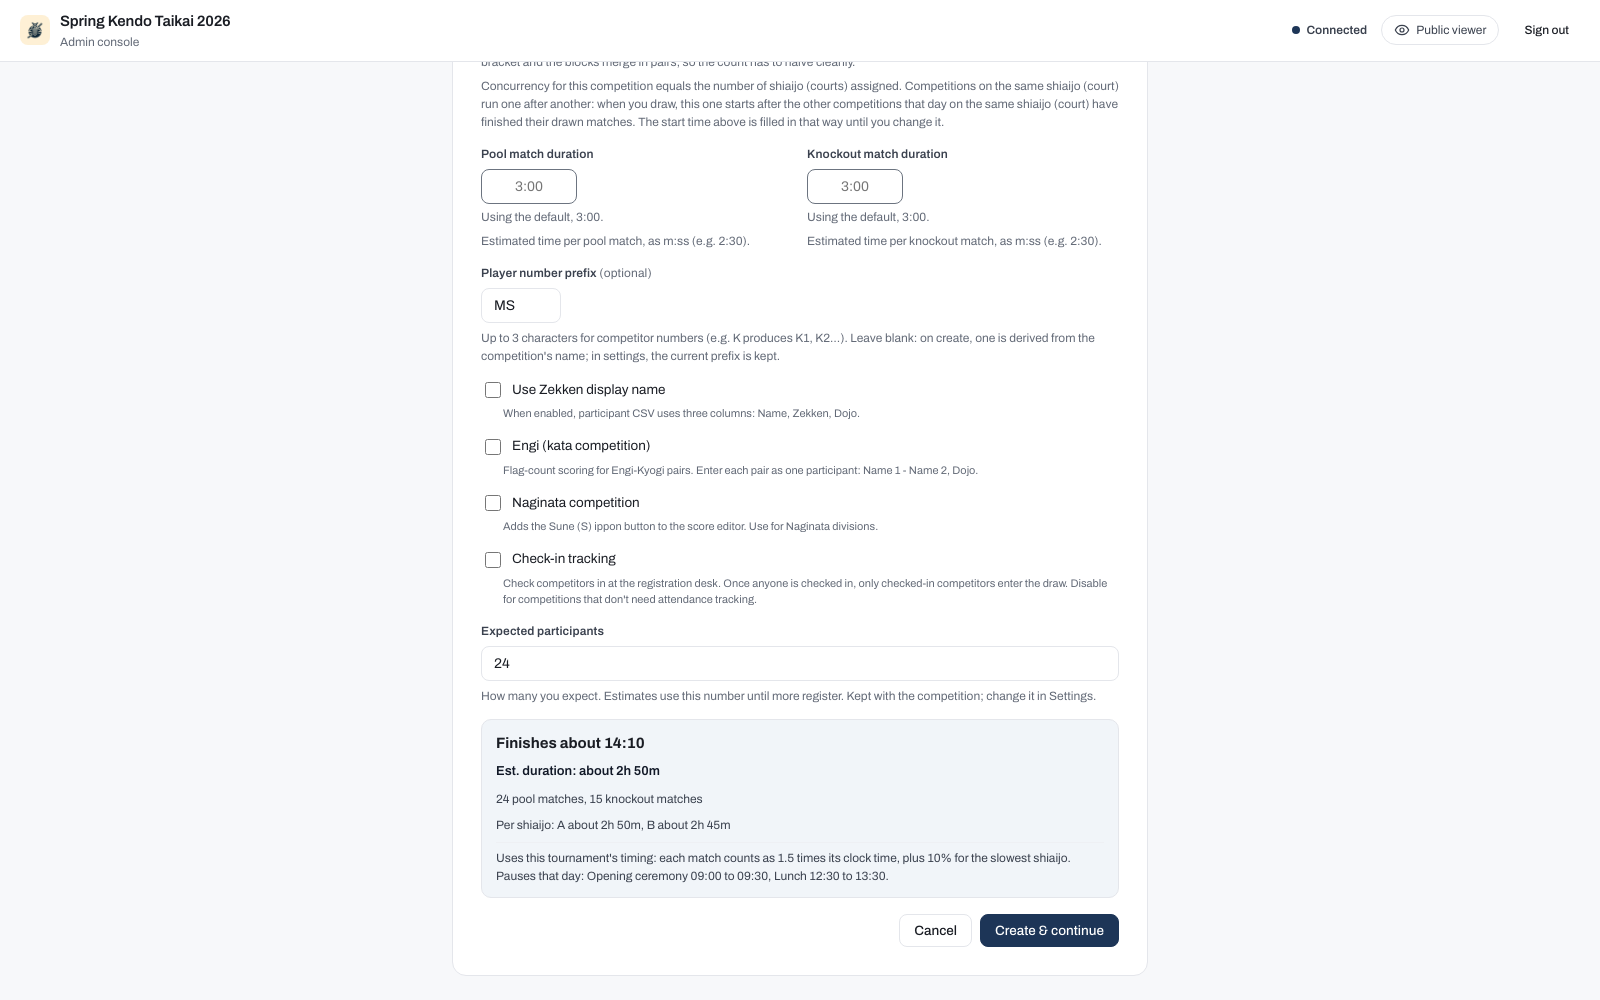 Spring Kendo Taikai 2026
Admin console
Connected
Public viewer
Sign out
bracket and the blocks merge in pairs, so the count has to halve cleanly.
Concurrency for this competition equals the number of shiaijo (courts) assigned. Competitions on the same shiaijo (court)
run one after another: when you draw, this one starts after the other competitions that day on the same shiaijo (court) have
finished their drawn matches. The start time above is filled in that way until you change it.
Pool match duration
Knockout match duration
3:00
3:00
Using the default, 3:00.
Using the default, 3:00.
Estimated time per pool match, as m:ss (e.g. 2:30).
Estimated time per knockout match, as m:ss (e.g. 2:30).
Player number prefix (optional)
MS
Up to 3 characters for competitor numbers (e.g. K produces K1, K2…). Leave blank: on create, one is derived from the
competition's name; in settings, the current prefix is kept.
Use Zekken display name
When enabled, participant CSV uses three columns: Name, Zekken, Dojo.
Engi (kata competition)
Flag-count scoring for Engi-Kyogi pairs. Enter each pair as one participant: Name 1 - Name 2, Dojo.
Naginata competition
Adds the Sune (S) ippon button to the score editor. Use for Naginata divisions.
Check-in tracking
Check competitors in at the registration desk. Once anyone is checked in, only checked-in competitors enter the draw. Disable
for competitions that don't need attendance tracking.
Expected participants
24
How many you expect. Estimates use this number until more register. Kept with the competition; change it in Settings.
Finishes about 14:10
Est. duration: about 2h 50m
24 pool matches, 15 knockout matches
Per shiaijo: A about 2h 50m, B about 2h 45m
Uses this tournament's timing: each match counts as 1.5 times its clock time, plus 10% for the slowest shiaijo.
Pauses that day: Opening ceremony 09:00 to 09:30, Lunch 12:30 to 13:30.
Cancel
Create & continue